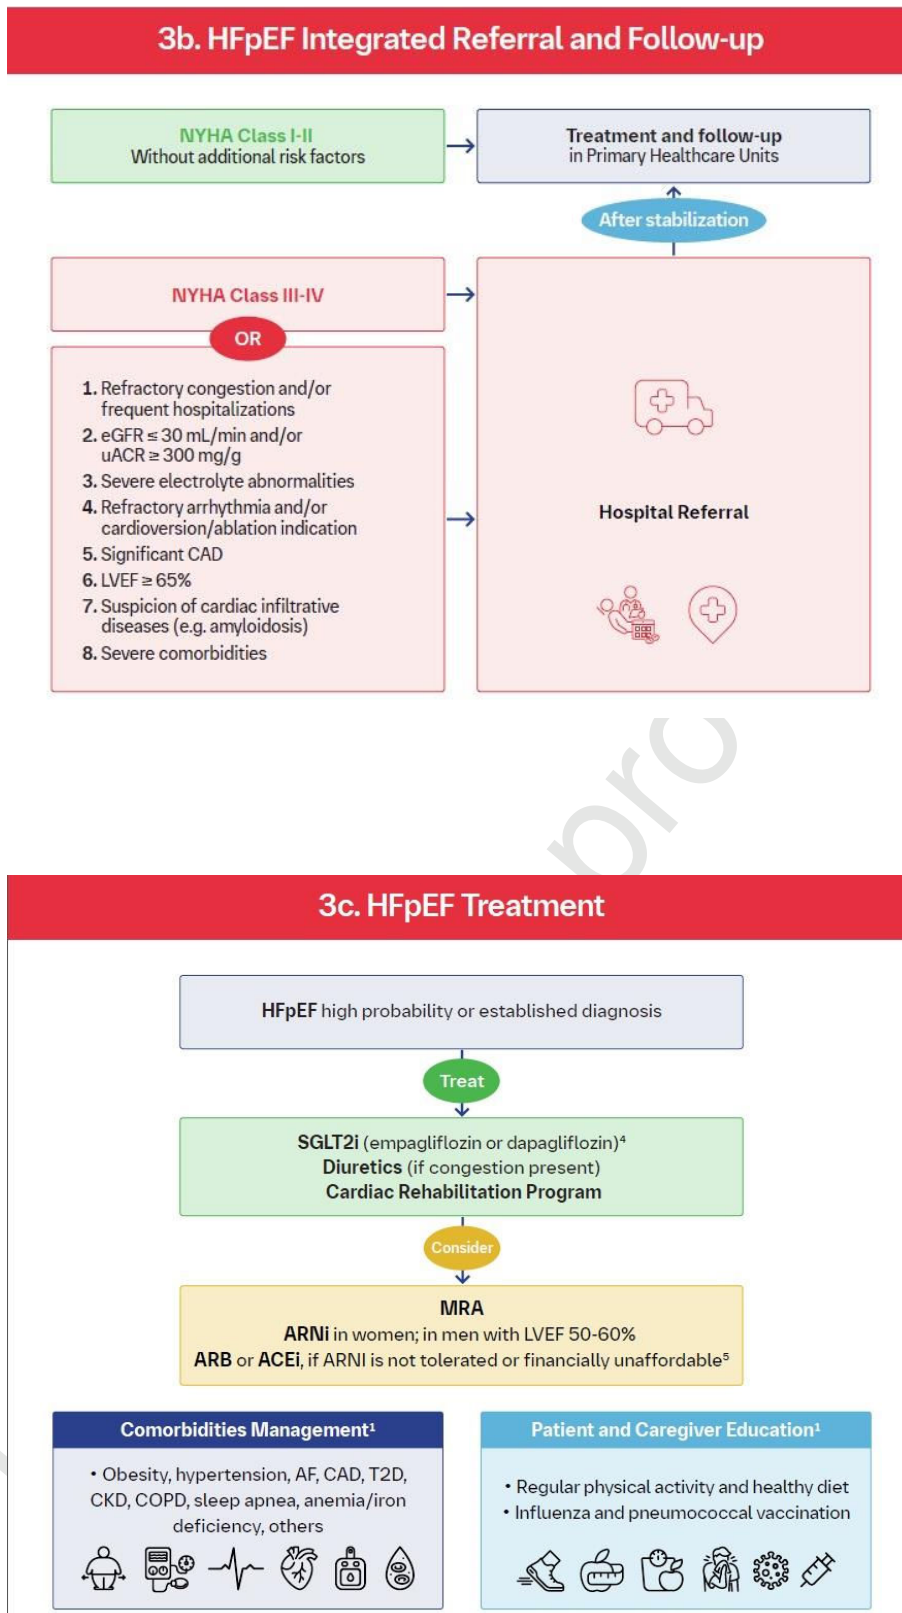 3b. HFpEF Integrated Referral and Follow-up
NYHA Class I-II
Without additional risk factors
Treatment and follow-up
in Primary Healthcare Units
After stabilization
NYHA Class III-IV
OR
1. Refractory congestion and/or
frequent hospitalizations
2. eGFR ≤ 30 mL/min and/or
uACR ≥ 300 mg/g
3. Severe electrolyte abnormalities
4. Refractory arrhythmia and/or
cardioversion/ablation indication
5. Significant CAD
6. LVEF ≥ 65%
7. Suspicion of cardiac infiltrative
diseases (e.g. amyloidosis)
8. Severe comorbidities
Hospital Referral
pro
3c. HFpEF Treatment
HFpEF high probability or established diagnosis
Treat
SGLT2i (empagliflozin or dapagliflozin)⁴
Diuretics (if congestion present)
Cardiac Rehabilitation Program
Consider
MRA
ARNi in women; in men with LVEF 50-60%
ARB or ACEi, if ARNI is not tolerated or financially unaffordable⁵
Comorbidities Management¹
• Obesity, hypertension, AF, CAD, T2D,
CKD, COPD, sleep apnea, anemia/iron
deficiency, others
Patient and Caregiver Education¹
• Regular physical activity and healthy diet
• Influenza and pneumococcal vaccination